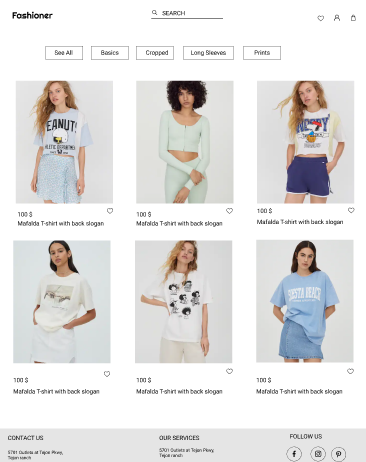 Fashioner
SEARCH
See All
Basics
Cropped
Long Sleeves
Prints
PEANUTS
100 $
Mafalda T-shirt with back slogan
100 $
Mafalda T-shirt with back slogan
SNOOPY
100 $
Mafalda T-shirt with back slogan
100 $
Mafalda T-shirt with back slogan
100 $
Mafalda T-shirt with back slogan
100 $
Mafalda T-shirt with back slogan
CONTACT US
5701 Outlets at Tejon Pkwy,
Tejon ranch
OUR SERVICES
5701 Outlets at Tejon Pkwy,
Tejon ranch
FOLLOW US